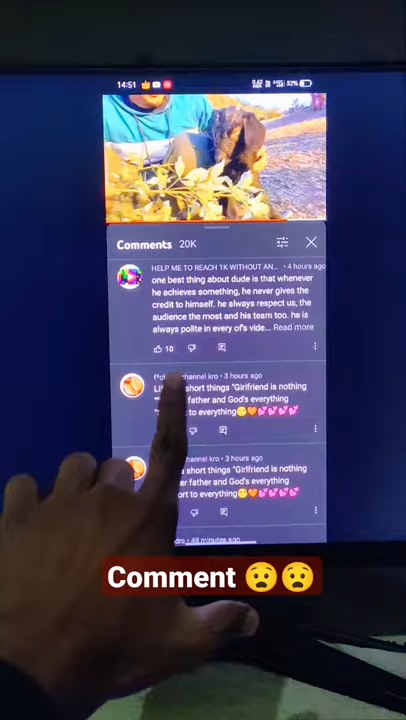 14:51
32%
Comments 20K
HELP ME TO REACH 1K WITHOUT AN... • 4 hours ago
one best thing about dude is that whenever
he achieves something, he never gives the
credit to himself. he always respect us, the
audience the most and his team too. he is
always polite in every of's vide... Read more
10
channel kro • 3 hours ago
short things "Girlfriend is nothing
father and God's everything
to everything🥺🧡💕💕💕💕
channel kro • 3 hours ago
short things "Girlfriend is nothing
er father and God's everything
ort to everything🥺🧡💕💕💕💕
46 minutes ago
Comment 😧😧